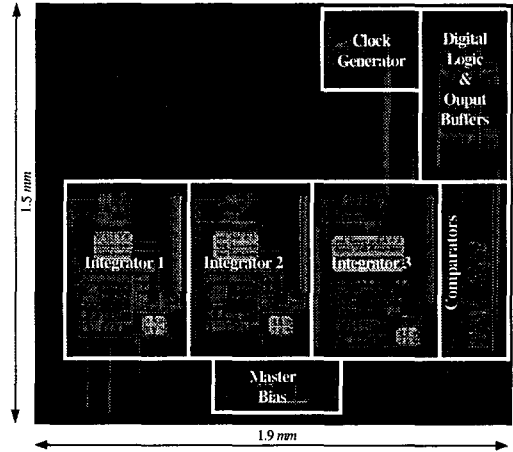 Clock
Generator
Digital
Logic
&
Ouput
Buffers
1.5 mm
Integrator 1
Integrator 2
Integrator 3
Comparators
Master
Bias
1.9 mm